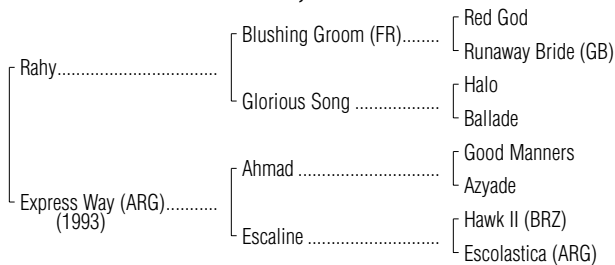 Red God
Blushing Groom (FR)........
Runaway Bride (GB)
Rahy.................................
Halo
Glorious Song .................
Ballade
Good Manners
Ahmad .............................
Azyade
Express Way (ARG)...........
(1993)
Hawk II (BRZ)
Escaline ...........................
Escolastica (ARG)